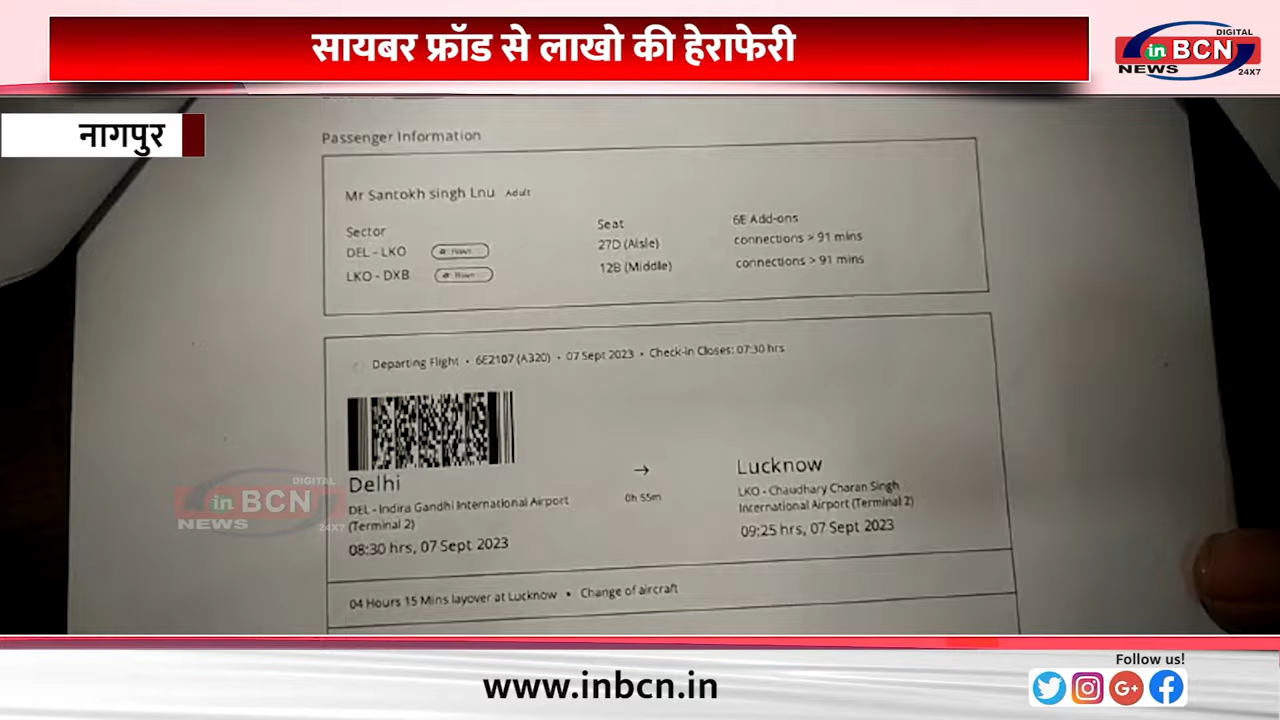 सायबर फ्रॉड से लाखो की हेराफेरी
DIGITAL
in BCN
NEWS 24X7
नागपुर
Passenger Information
Mr Santokh singh Lnu Adult
Sector Seat 6E Add-ons
DEL - LKO 27D (Aisle) connections > 91 mins
LKO - DXB 12B (Middle) connections > 91 mins
Departing Flight • 6E2107 (A320) • 07 Sept 2023 • Check-in Closes: 07:30 hrs
Delhi → Lucknow
0h 55m
DEL - Indira Gandhi International Airport
(Terminal 2)
08:30 hrs, 07 Sept 2023
LKO - Chaudhary Charan Singh
International Airport (Terminal 2)
09:25 hrs, 07 Sept 2023
04 Hours 15 Mins layover at Lucknow • Change of aircraft
DIGITAL
in BCN
NEWS 24X7
www.inbcn.in
Follow us!